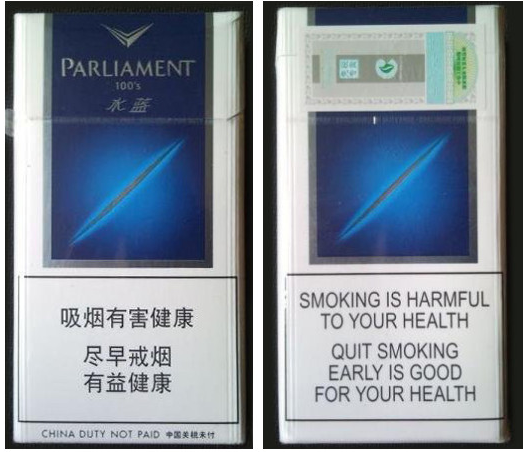 PARLIAMENT
100's
水蓝
吸烟有害健康
尽早戒烟
有益健康
CHINA DUTY NOT PAID 中国关税未付
SMOKING IS HARMFUL
TO YOUR HEALTH
QUIT SMOKING
EARLY IS GOOD
FOR YOUR HEALTH